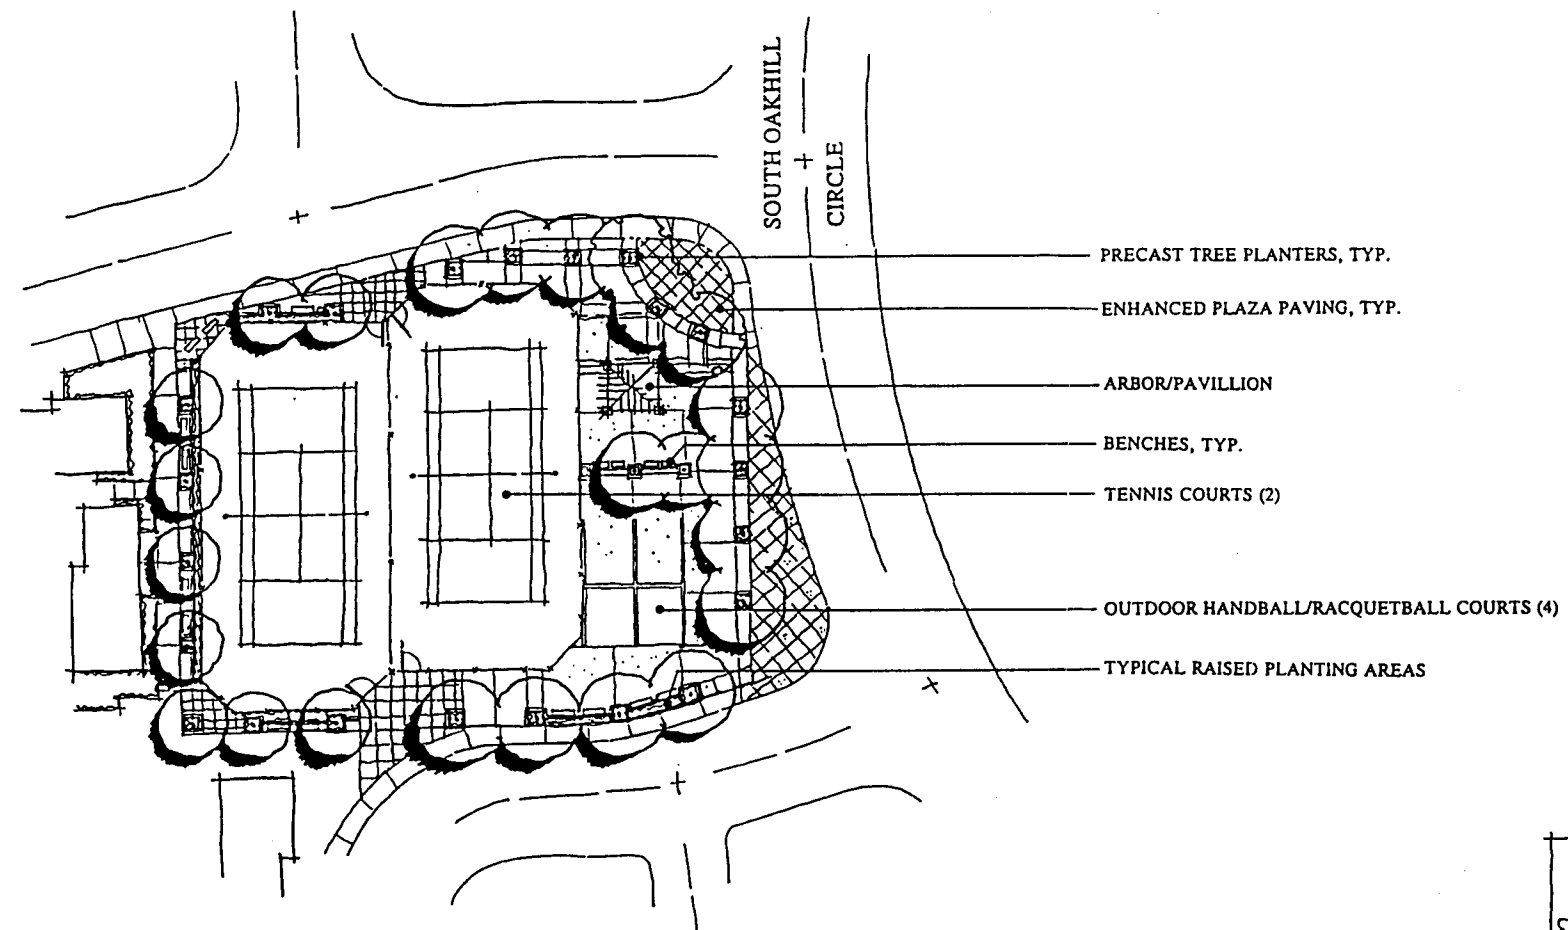 SOUTH OAKHILL
CIRCLE
PRECAST TREE PLANTERS, TYP.
ENHANCED PLAZA PAVING, TYP.
ARBOR/PAVILLION
BENCHES, TYP.
TENNIS COURTS (2)
OUTDOOR HANDBALL/RACQUETBALL COURTS (4)
TYPICAL RAISED PLANTING AREAS